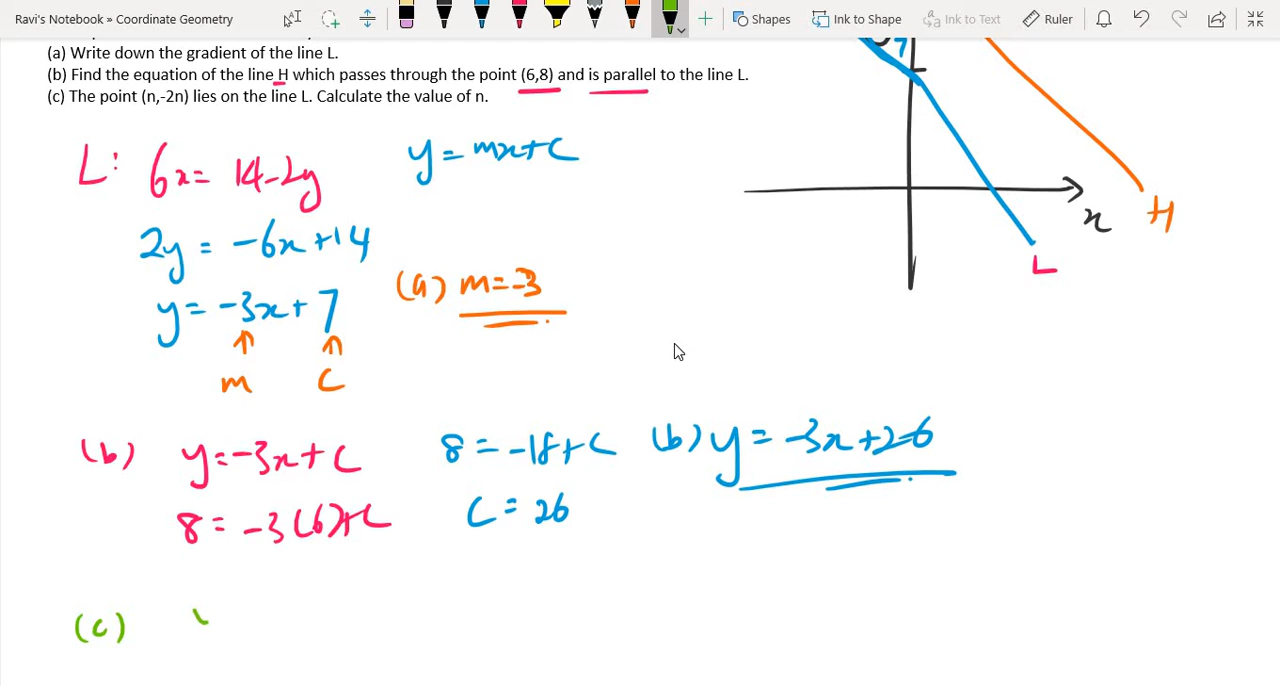 Ravi's Notebook » Coordinate Geometry
Shapes Ink to Shape Ink to Text Ruler
(a) Write down the gradient of the line L.
(b) Find the equation of the line H which passes through the point (6,8) and is parallel to the line L.
(c) The point (n,-2n) lies on the line L. Calculate the value of n.
7
x
H
L
L: 6x = 14-2y
y = mx+c
2y = -6x+14
(a) m=-3
y = -3x+7
m c
(b) y=-3x+c
8 = -18+c
(b) y = -3x+26
8 = -3(6)+c
c = 26
(c)